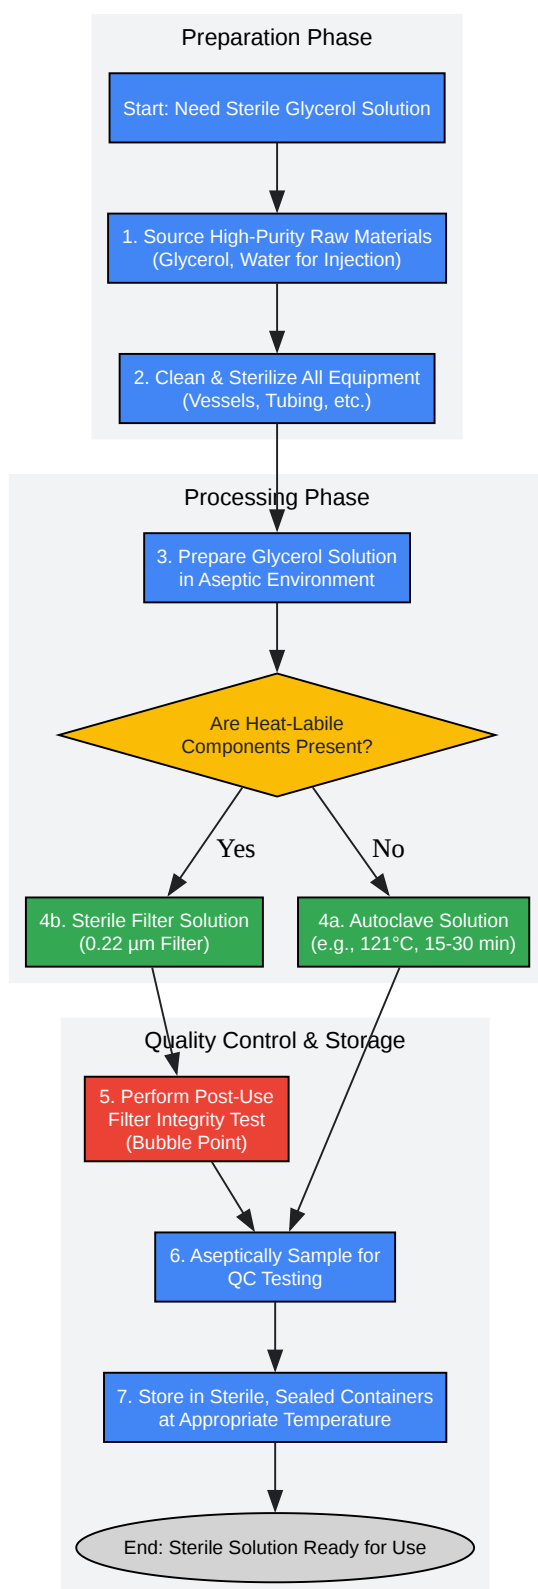 Preparation Phase
Start: Need Sterile Glycerol Solution
1. Source High-Purity Raw Materials
(Glycerol, Water for Injection)
2. Clean & Sterilize All Equipment
(Vessels, Tubing, etc.)
Processing Phase
3. Prepare Glycerol Solution
in Aseptic Environment
Are Heat-Labile
Components Present?
Yes
No
4b. Sterile Filter Solution
(0.22 µm Filter)
4a. Autoclave Solution
(e.g., 121°C, 15-30 min)
Quality Control & Storage
5. Perform Post-Use
Filter Integrity Test
(Bubble Point)
6. Aseptically Sample for
QC Testing
7. Store in Sterile, Sealed Containers
at Appropriate Temperature
End: Sterile Solution Ready for Use